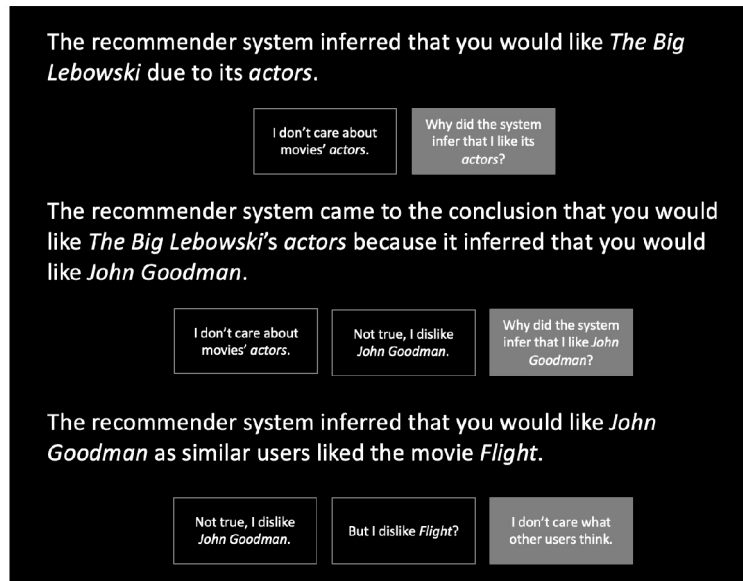 The recommender system inferred that you would like The Big
Lebowski due to its actors.
I don't care about
movies' actors.
Why did the system
infer that I like its
actors?
The recommender system came to the conclusion that you would
like The Big Lebowski's actors because it inferred that you would
like John Goodman.
I don't care about
movies' actors.
Not true, I dislike
John Goodman.
Why did the system
infer that I like John
Goodman?
The recommender system inferred that you would like John
Goodman as similar users liked the movie Flight.
Not true, I dislike
John Goodman.
But I dislike Flight?
I don't care what
other users think.